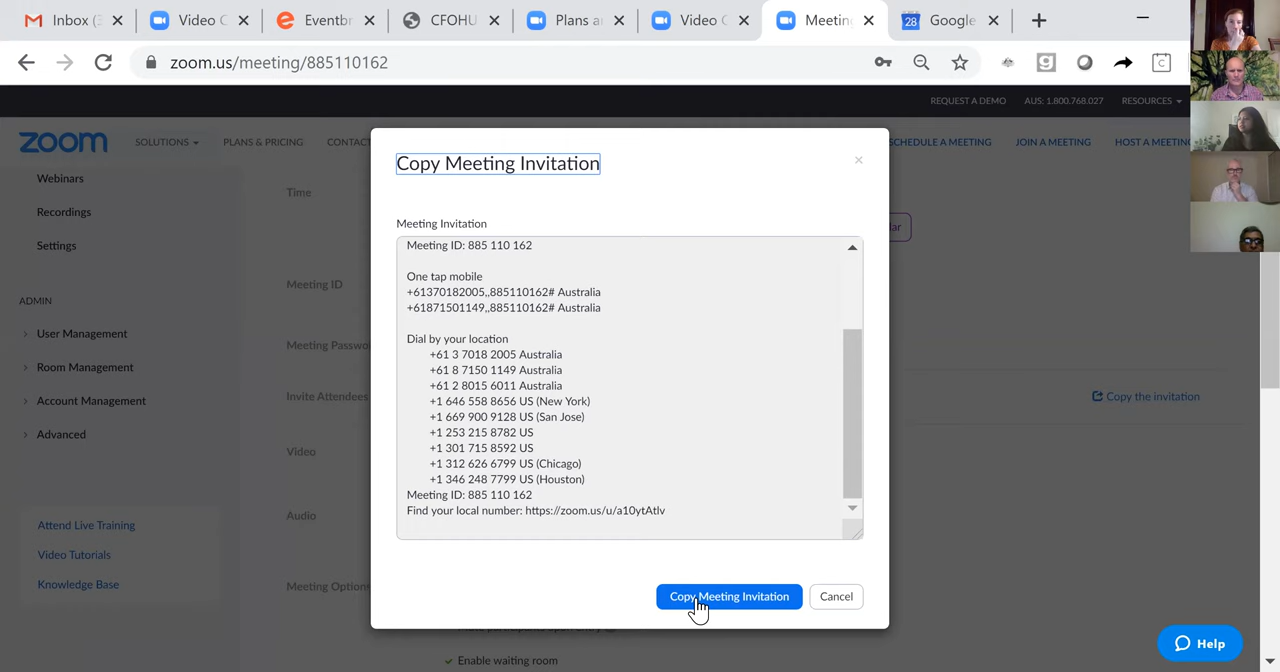 Inbox (3
Video C
Eventbr
CFOHU
Plans a
Video C
Meeting
28
Google
zoom.us/meeting/885110162
REQUEST A DEMO
AUS: 1.800.768.027
RESOURCES
zoom
SOLUTIONS
PLANS & PRICING
CONTACT
SCHEDULE A MEETING
JOIN A MEETING
HOST A MEETING
Webinars
Recordings
Settings
ADMIN
User Management
Room Management
Account Management
Advanced
Attend Live Training
Video Tutorials
Knowledge Base
Time
Meeting ID
Meeting Passwo
Invite Attendees
Video
Audio
Meeting Options
Copy the invitation
Copy Meeting Invitation
Meeting Invitation
Meeting ID: 885 110 162
One tap mobile
+61370182005,,885110162# Australia
+61871501149,,885110162# Australia
Dial by your location
+61 3 7018 2005 Australia
+61 8 7150 1149 Australia
+61 2 8015 6011 Australia
+1 646 558 8656 US (New York)
+1 669 900 9128 US (San Jose)
+1 253 215 8782 US
+1 301 715 8592 US
+1 312 626 6799 US (Chicago)
+1 346 248 7799 US (Houston)
Meeting ID: 885 110 162
Find your local number: https://zoom.us/u/a10ytAtlv
Copy Meeting Invitation
Cancel
Enable waiting room
Help